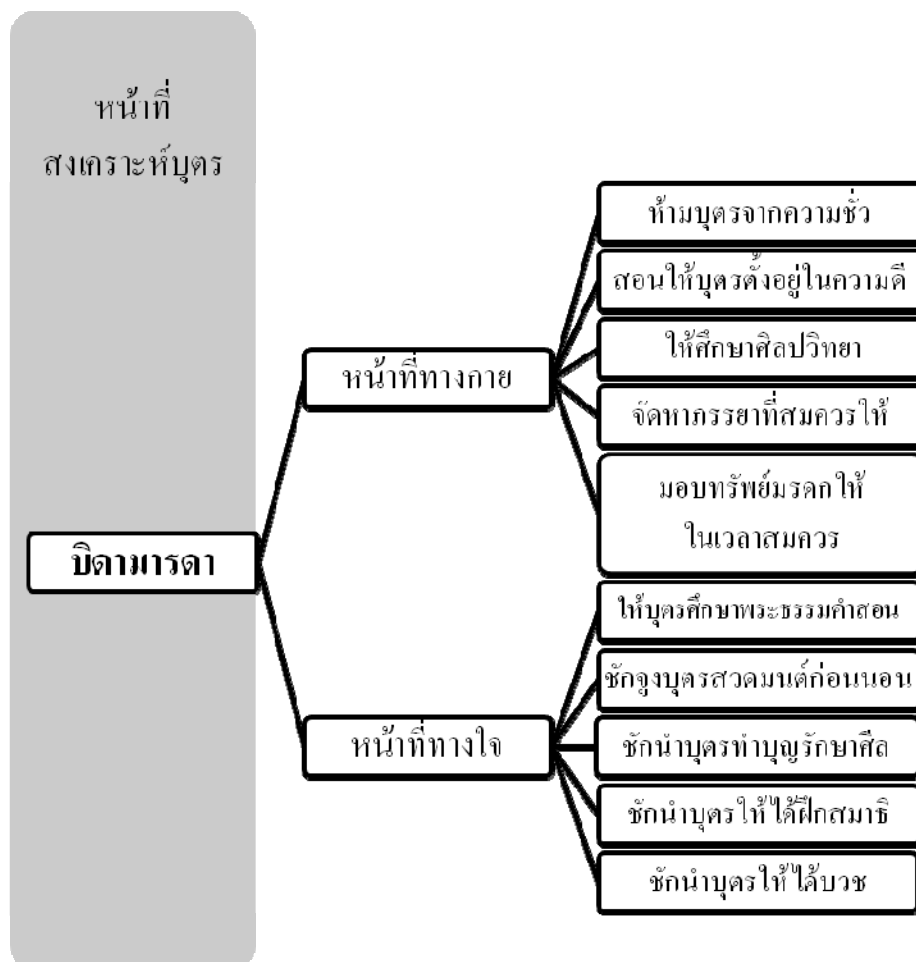 หน้าที่
สงเคราะห์บุตร
บิดามารดา
หน้าที่ทางกาย
ห้ามบุตรจากความชั่ว
สอนให้บุตรตั้งอยู่ในความดี
ให้ศึกษาศิลปวิทยา
จัดหาภรรยาที่สมควรให้
มอบทรัพย์มรดกให้
ในเวลาสมควร
หน้าที่ทางใจ
ให้บุตรศึกษาพระธรรมคำสอน
ชักจูงบุตรสวดมนต์ก่อนนอน
ชักนำบุตรทำบุญรักษาศีล
ชักนำบุตรให้ได้ฝึกสมาธิ
ชักนำบุตรให้ได้บวช